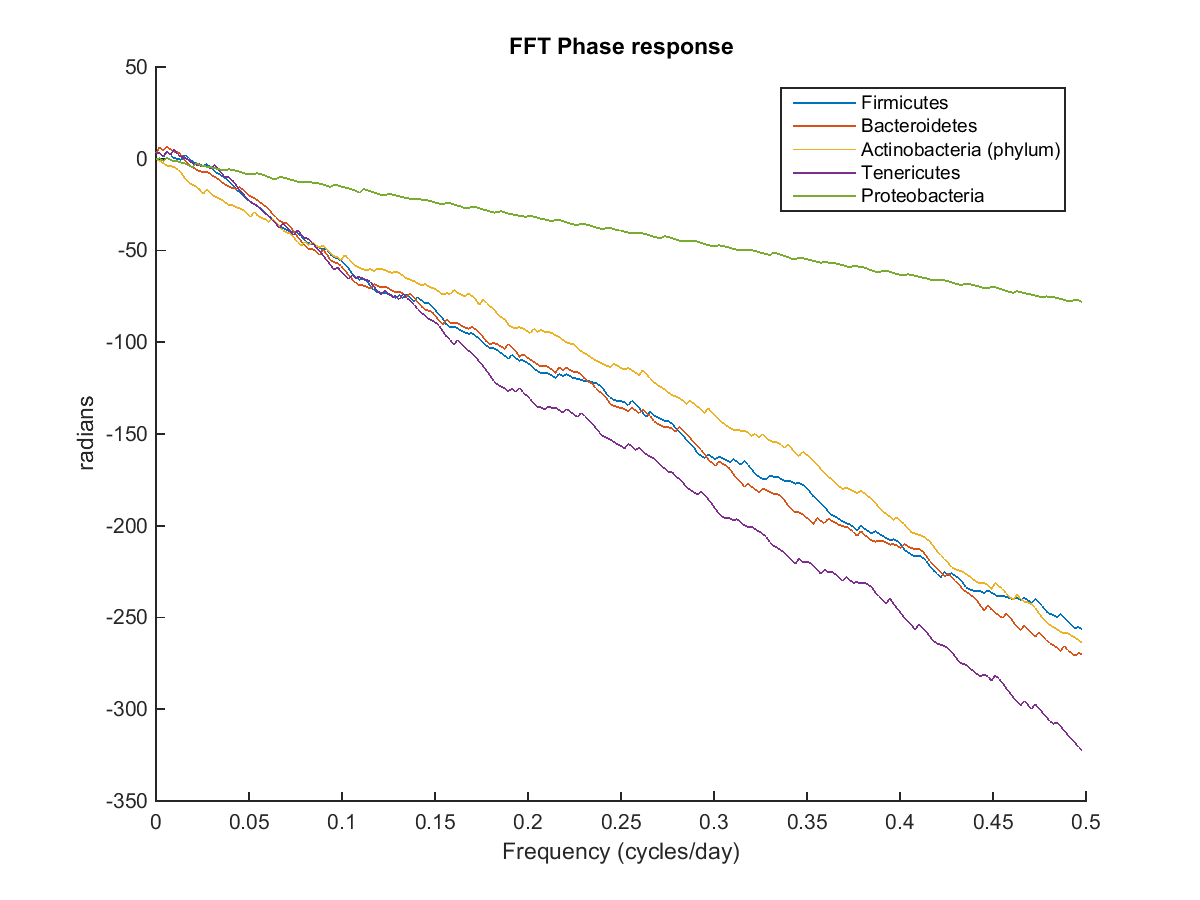 FFT Phase response
50
0
-50
-100
-150
-200
-250
-300
-350
radians
0
0.05
0.1
0.15
0.2
0.25
0.3
0.35
0.4
0.45
0.5
Frequency (cycles/day)
Firmicutes
Bacteroidetes
Actinobacteria (phylum)
Tenericutes
Proteobacteria